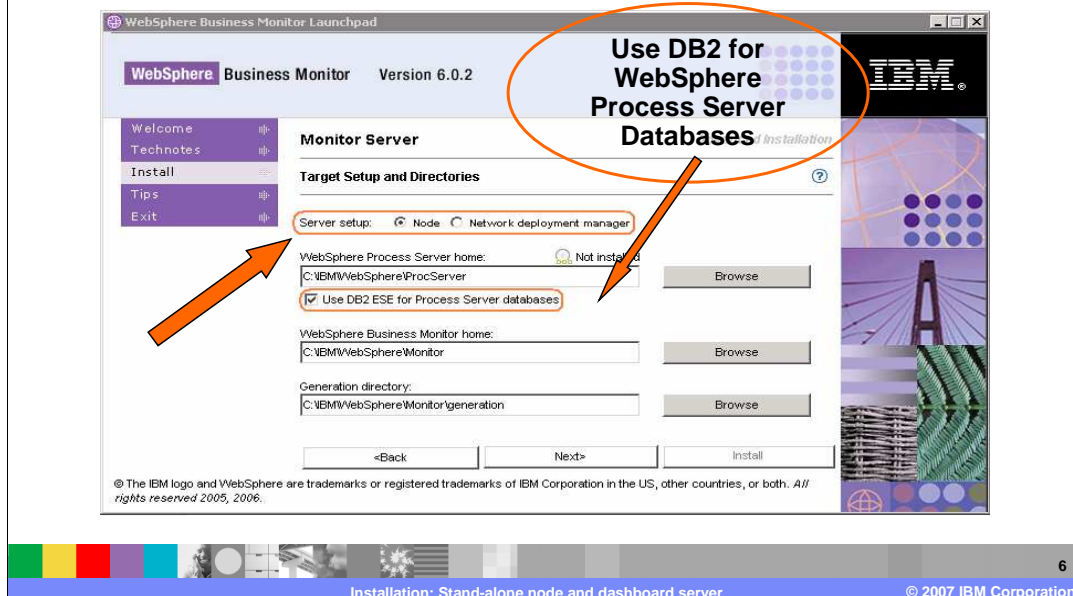 WebSphere Business Monitor Launchpad
WebSphere Business Monitor Version 6.0.2
Use DB2 for
WebSphere
Process Server
Databases
IBM®
Welcome
Technotes
Install
Tips
Exit
Monitor Server
Installation
Target Setup and Directories
?
Server setup: Node Network deployment manager
WebSphere Process Server home: Not installed
C:\IBM\WebSphere\ProcServer
Browse
Use DB2 ESE for Process Server databases
WebSphere Business Monitor home:
C:\IBM\WebSphere\Monitor
Browse
Generation directory:
C:\IBM\WebSphere\Monitor\generation
Browse
<Back
Next>
Install
© The IBM logo and WebSphere are trademarks or registered trademarks of IBM Corporation in the US, other countries, or both. All
rights reserved 2005, 2006.
6
Installation: Stand-alone node and dashboard server
© 2007 IBM Corporation